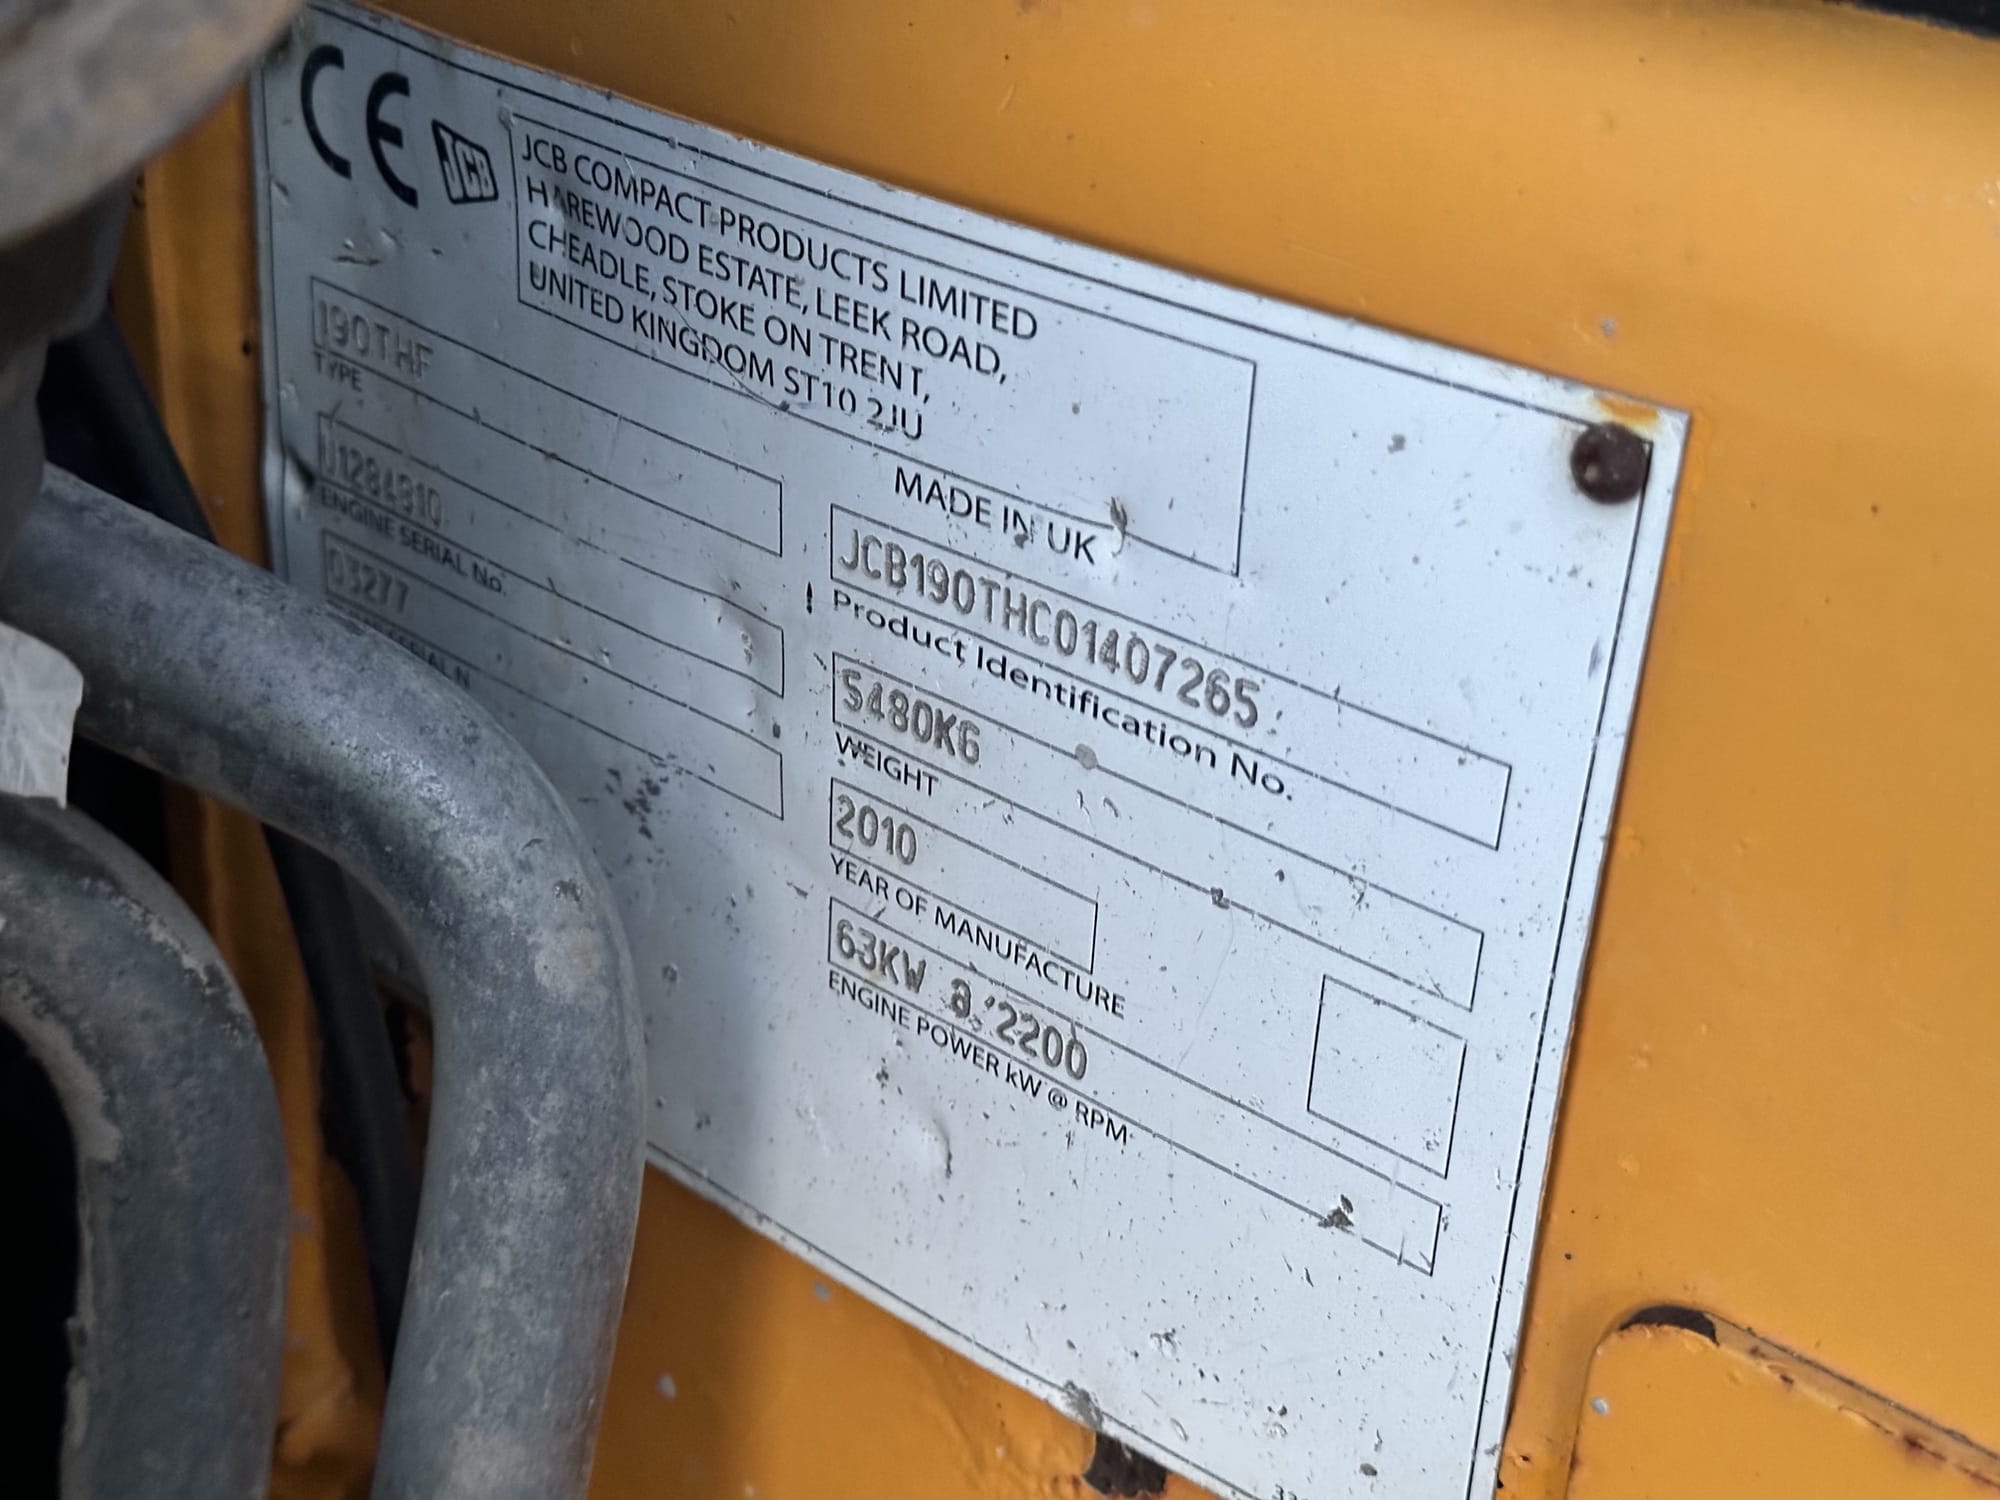 CE
JCB
JCB COMPACT PRODUCTS LIMITED
HAREWOOD ESTATE, LEEK ROAD,
CHEADLE, STOKE ON TRENT,
UNITED KINGDOM ST10 2JU
MADE IN UK
190THF
TYPE
ENGINE SERIAL No.
03277
JCB190THC01407265
Product Identification No.
5480KG
WEIGHT
2010
YEAR OF MANUFACTURE
63KW 2200
ENGINE POWER kW @ RPM